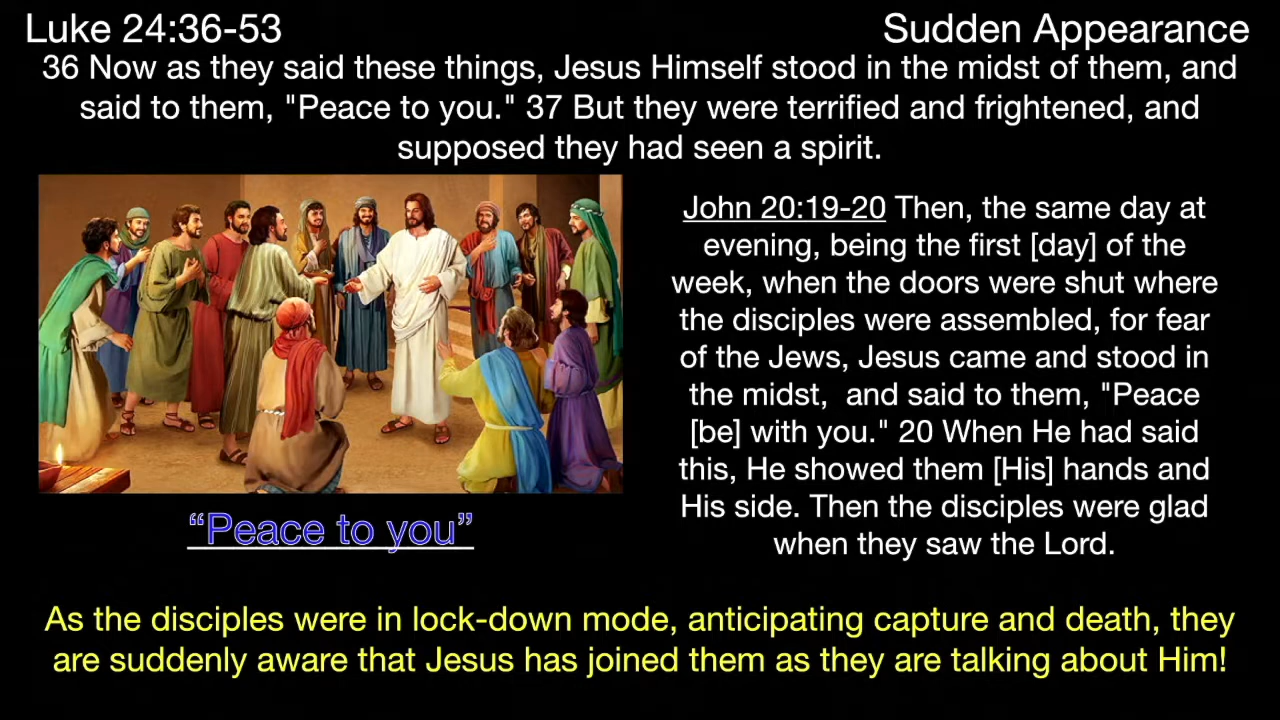 Luke 24:36-53
Sudden Appearance
36 Now as they said these things, Jesus Himself stood in the midst of them, and
said to them, "Peace to you." 37 But they were terrified and frightened, and
supposed they had seen a spirit.
John 20:19-20 Then, the same day at
evening, being the first [day] of the
week, when the doors were shut where
the disciples were assembled, for fear
of the Jews, Jesus came and stood in
the midst,  and said to them, "Peace
[be] with you." 20 When He had said
this, He showed them [His] hands and
His side. Then the disciples were glad
when they saw the Lord.
“Peace to you”
As the disciples were in lock-down mode, anticipating capture and death, they
are suddenly aware that Jesus has joined them as they are talking about Him!